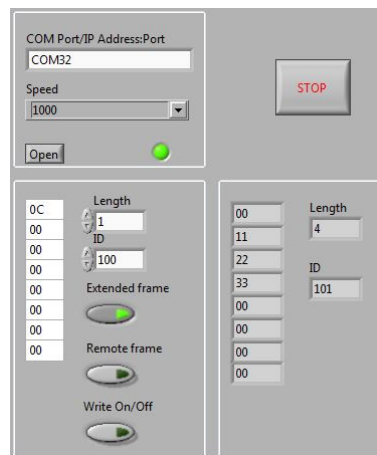 COM Port/IP Address:Port
COM32
STOP
Speed
1000
Open
0C
00
00
00
00
00
00
00
Length
1
ID
100
Extended frame
Remote frame
Write On/Off
00
11
22
33
00
00
00
00
Length
4
ID
101